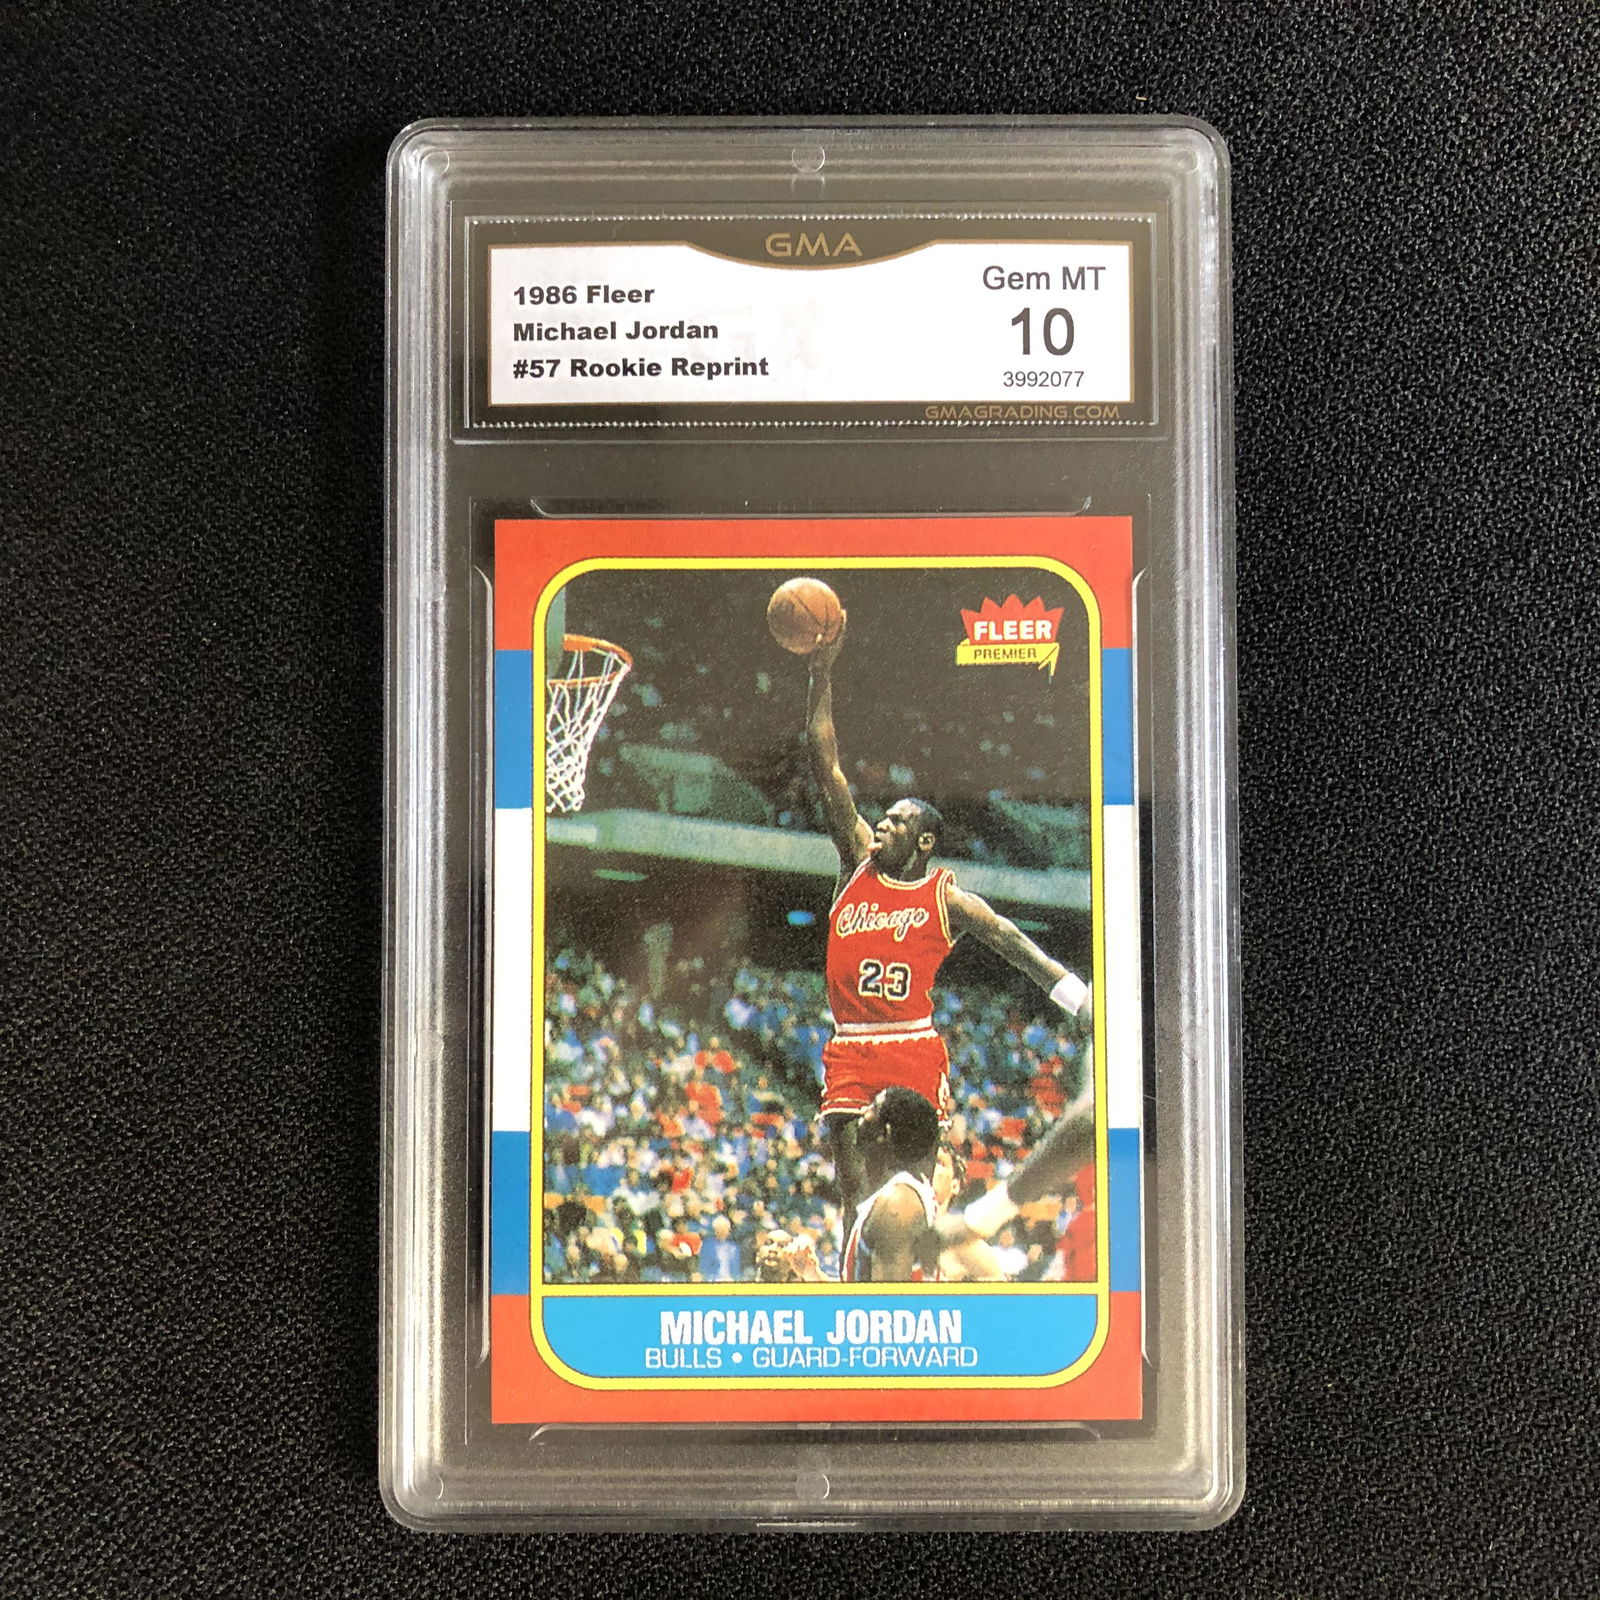 GMA
1986 Fleer
Michael Jordan
#57 Rookie Reprint
Gem MT
10
3992077
GMAGRADING.COM
FLEER
PREMIER
Chicago
23
MICHAEL JORDAN
BULLS • GUARD-FORWARD